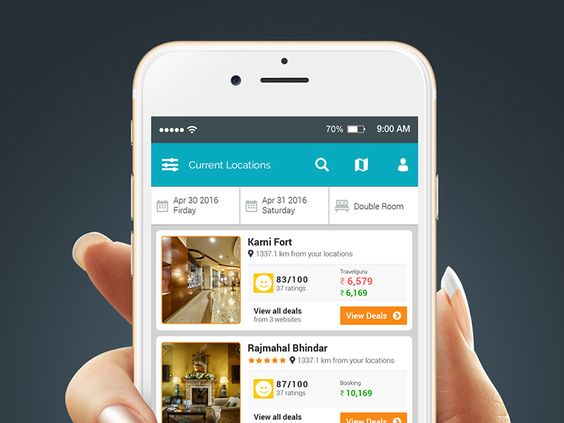 70% 9:00 AM
Current Locations
Apr 30 2016
Firday
Apr 31 2016
Saturday
Double Room
Karni Fort
1337.1 km from your locations
83/100
37 ratings
Travelguru
₹ 6,579
₹ 6,169
View all deals
from 3 websites
View Deals
Rajmahal Bhindar
1337.1 km from your locations
87/100
37 ratings
Booking
₹ 10,169
View all deals
View Deals